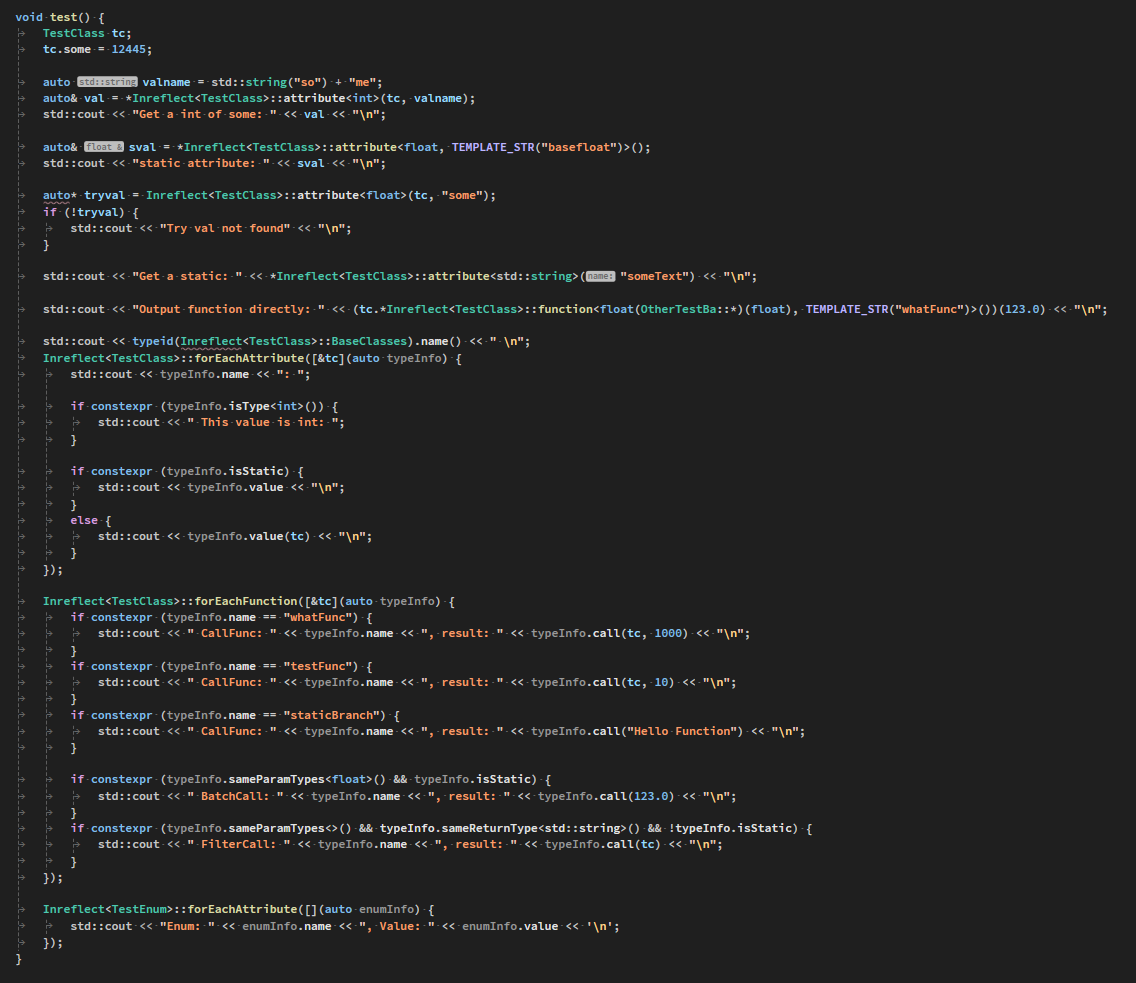 void test() {
TestClass tc;
tc.some = 12445;
auto std::string valname = std::string("so") + "me";
auto& val = *Inreflect<TestClass>::attribute<int>(tc, valname);
std::cout << "Get a int of some: " << val << "\n";
auto& float & sval = *Inreflect<TestClass>::attribute<float, TEMPLATE_STR("basefloat")>();
std::cout << "static attribute: " << sval << "\n";
auto* tryval = Inreflect<TestClass>::attribute<float>(tc, "some");
if (!tryval) {
std::cout << "Try val not found" << "\n";
}
std::cout << "Get a static: " << *Inreflect<TestClass>::attribute<std::string>(name: "someText") << "\n";
std::cout << "Output function directly: " << (tc.*Inreflect<TestClass>::function<float(OtherTestBa::*)(float), TEMPLATE_STR("whatFunc")>())(123.0) << "\n";
std::cout << typeid(Inreflect<TestClass>::BaseClasses).name() << " \n";
Inreflect<TestClass>::forEachAttribute([&tc](auto typeInfo) {
std::cout << typeInfo.name << ": ";
if constexpr (typeInfo.isType<int>()) {
std::cout << " This value is int: ";
}
if constexpr (typeInfo.isStatic) {
std::cout << typeInfo.value << "\n";
}
else {
std::cout << typeInfo.value(tc) << "\n";
}
});
Inreflect<TestClass>::forEachFunction([&tc](auto typeInfo) {
if constexpr (typeInfo.name == "whatFunc") {
std::cout << " CallFunc: " << typeInfo.name << ", result: " << typeInfo.call(tc, 1000) << "\n";
}
if constexpr (typeInfo.name == "testFunc") {
std::cout << " CallFunc: " << typeInfo.name << ", result: " << typeInfo.call(tc, 10) << "\n";
}
if constexpr (typeInfo.name == "staticBranch") {
std::cout << " CallFunc: " << typeInfo.name << ", result: " << typeInfo.call("Hello Function") << "\n";
}
if constexpr (typeInfo.sameParamTypes<float>() && typeInfo.isStatic) {
std::cout << " BatchCall: " << typeInfo.name << ", result: " << typeInfo.call(123.0) << "\n";
}
if constexpr (typeInfo.sameParamTypes<>() && typeInfo.sameReturnType<std::string>() && !typeInfo.isStatic) {
std::cout << " FilterCall: " << typeInfo.name << ", result: " << typeInfo.call(tc) << "\n";
}
});
Inreflect<TestEnum>::forEachAttribute([](auto enumInfo) {
std::cout << "Enum: " << enumInfo.name << ", Value: " << enumInfo.value << '\n';
});
}